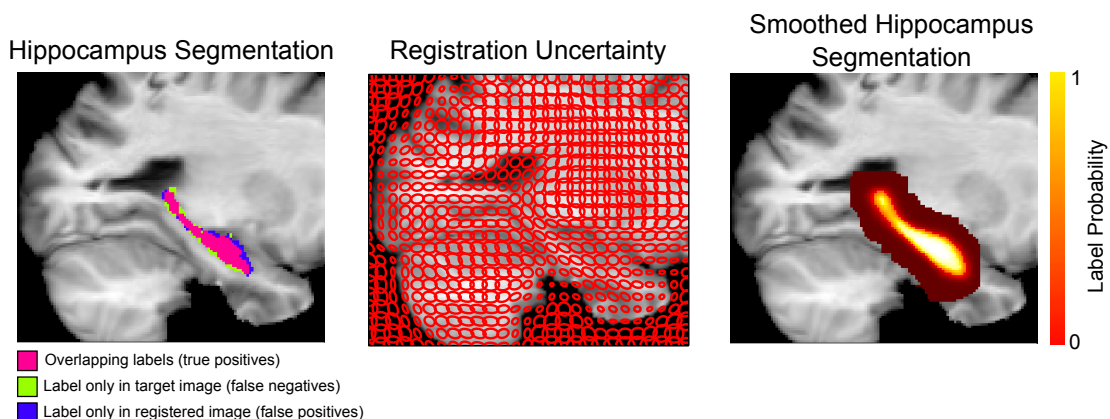 Hippocampus Segmentation
Registration Uncertainty
Smoothed Hippocampus
Segmentation
1
Label Probability
0
Overlapping labels (true positives)
Label only in target image (false negatives)
Label only in registered image (false positives)